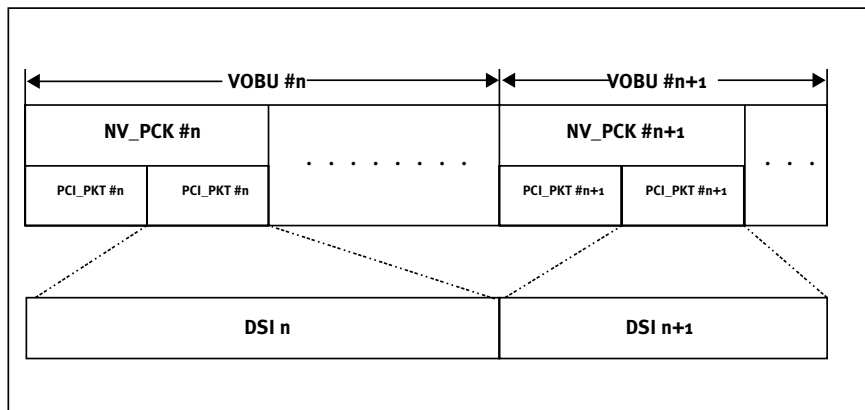 VOBU #n VOBU #n+1
NV_PCK #n NV_PCK #n+1
. . . . . . . . . . .
PCI_PKT #n PCI_PKT #n PCI_PKT #n+1 PCI_PKT #n+1
DSI n DSI n+1